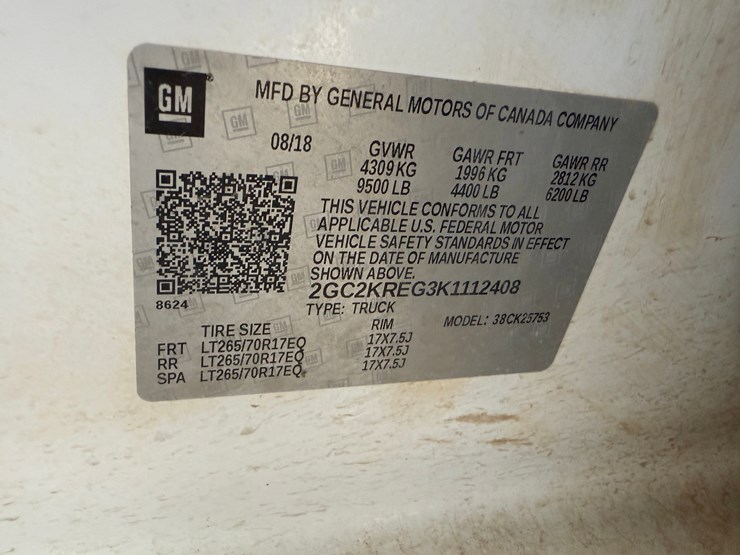 GM®
MFD BY GENERAL MOTORS OF CANADA COMPANY
08/18 GVWR GAWR FRT GAWR RR
4309 KG 1996 KG 2812 KG
9500 LB 4400 LB 6200 LB
THIS VEHICLE CONFORMS TO ALL
APPLICABLE U.S. FEDERAL MOTOR
VEHICLE SAFETY STANDARDS IN EFFECT
ON THE DATE OF MANUFACTURE
SHOWN ABOVE.
2GC2KREG3K1112408
8624
TYPE: TRUCK MODEL: 38CK25753
TIRE SIZE RIM
FRT LT265/70R17EQ 17X7.5J
RR LT265/70R17EQ 17X7.5J
SPA LT265/70R17EQ 17X7.5J